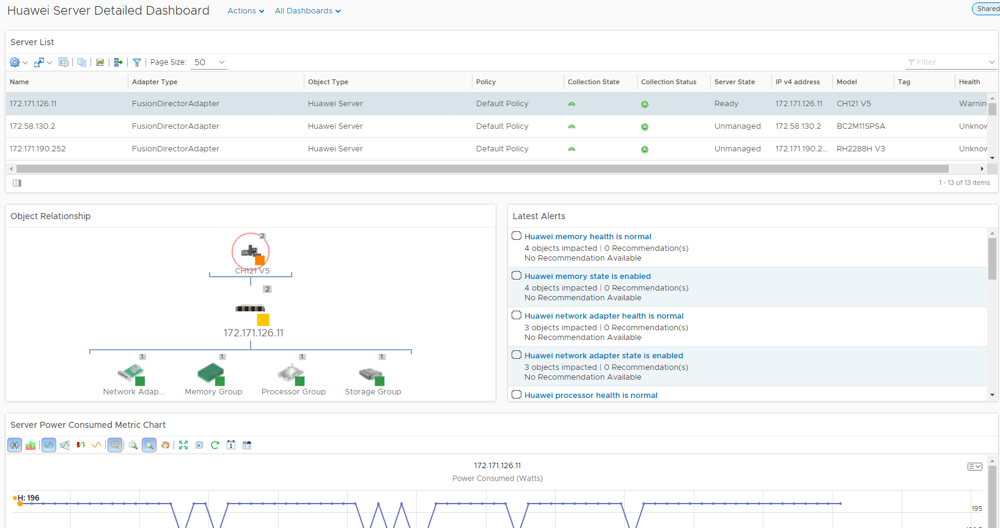 Huawei Server Detailed Dashboard Actions All Dashboards Shared
Server List
Page Size: 50 Filter
Name Adapter Type Object Type Policy Collection State Collection Status Server State IP v4 address Model Tag Health
172.171.126.11 FusionDirectorAdapter Huawei Server Default Policy Ready 172.171.126.11 CH121 V5 Warnin
172.58.130.2 FusionDirectorAdapter Huawei Server Default Policy Unmanaged 172.58.130.2 BC2M11SPSA Unknow
172.171.190.252 FusionDirectorAdapter Huawei Server Default Policy Unmanaged 172.171.190.2... RH2288H V3 Unknow
1 - 13 of 13 items
Object Relationship
2
CH121 V5
2
172.171.126.11
1 1 1 1
Network Adap... Memory Group Processor Group Storage Group
Latest Alerts
Huawei memory health is normal
4 objects impacted | 0 Recommendation(s)
No Recommendation Available
Huawei memory state is enabled
4 objects impacted | 0 Recommendation(s)
No Recommendation Available
Huawei network adapter health is normal
3 objects impacted | 0 Recommendation(s)
No Recommendation Available
Huawei network adapter state is enabled
3 objects impacted | 0 Recommendation(s)
No Recommendation Available
Huawei processor health is normal
Server Power Consumed Metric Chart
1
172.171.126.11
Power Consumed (Watts)
H: 196
195